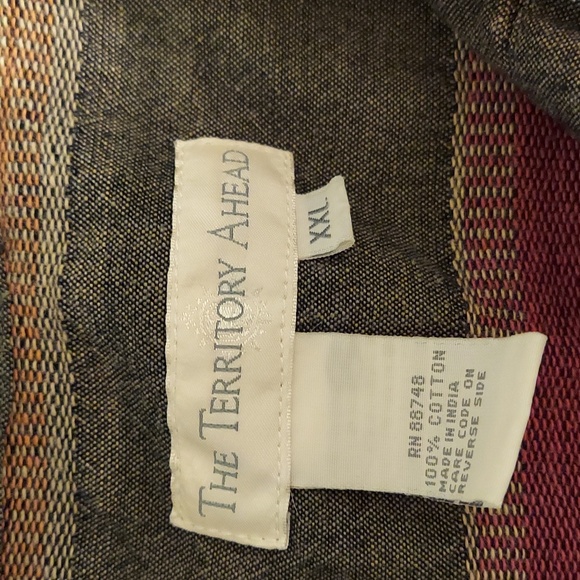 THE TERRITORY AHEAD
XXL
RN 88748
100% COTTON
MADE IN INDIA
CARE CODE ON
REVERSE SIDE